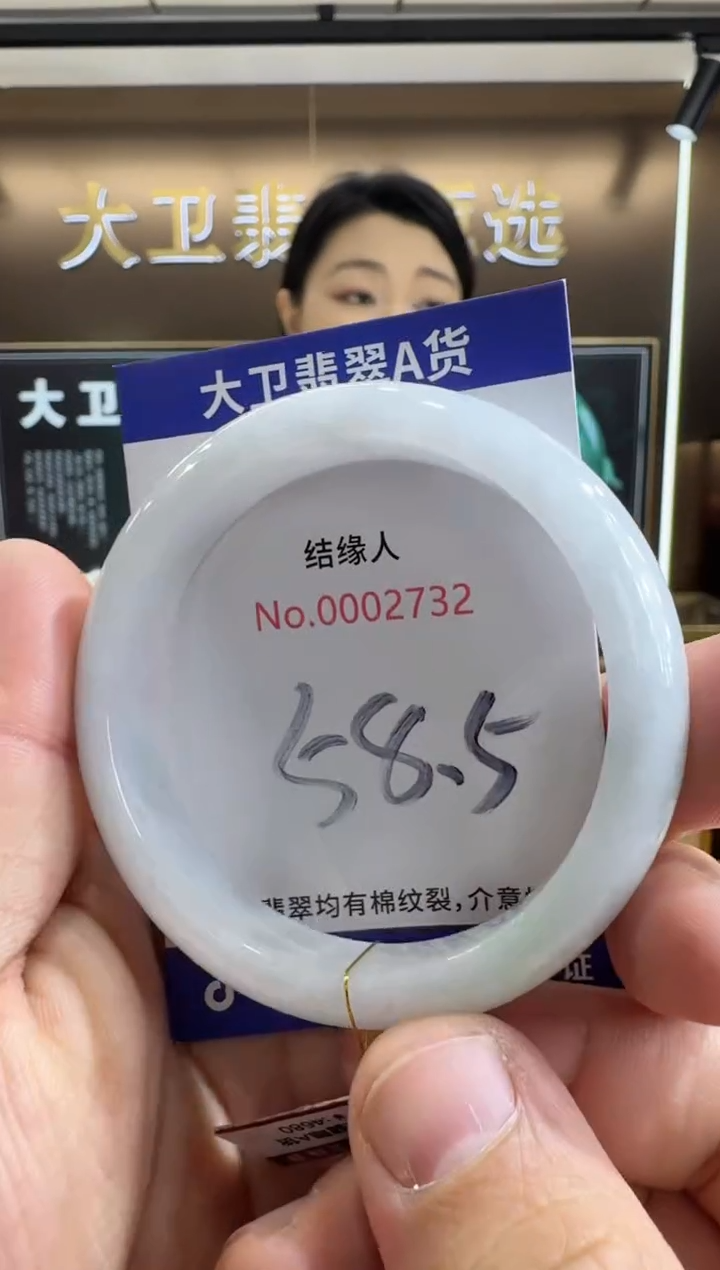 大卫翡 选
大卫
大卫翡翠A货
结缘人
No.0002732
58.5
翡翠均有棉纹裂,介意
证